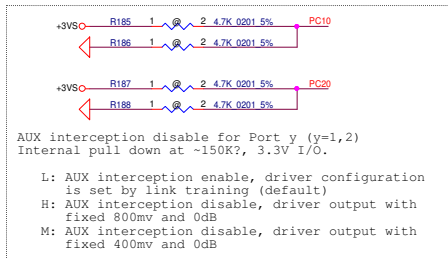 +3VS R185 1 @ 2 4.7K 0201 5% PC10
R186 1 @ 2 4.7K 0201 5%
+3VS R187 1 @ 2 4.7K 0201 5% PC20
R188 1 @ 2 4.7K 0201 5%
AUX interception disable for Port y (y=1,2)
Internal pull down at ~150K?, 3.3V I/O.
L: AUX interception enable, driver configuration
is set by link training (default)
H: AUX interception disable, driver output with
fixed 800mv and 0dB
M: AUX interception disable, driver output with
fixed 400mv and 0dB